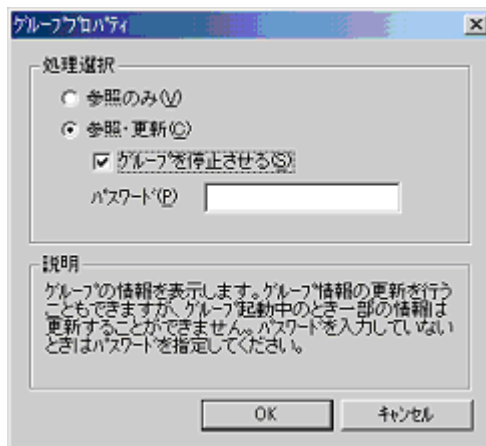 ｸﾞﾙｰﾌﾟﾌﾟﾛﾊﾟﾃｨ
処理選択
参照のみ(V)
参照･更新(C)
ｸﾞﾙｰﾌﾟを停止させる(S)
ﾊﾟｽﾜｰﾄﾞ(P)
説明
ｸﾞﾙｰﾌﾟの情報を表示します｡ｸﾞﾙｰﾌﾟ情報の更新を行う
こともできますが､ｸﾞﾙｰﾌﾟ起動中のとき一部の情報は
更新することができません｡ﾊﾟｽﾜｰﾄﾞを入力していない
ときはﾊﾟｽﾜｰﾄﾞを指定してください｡
OK
ｷｬﾝｾﾙ